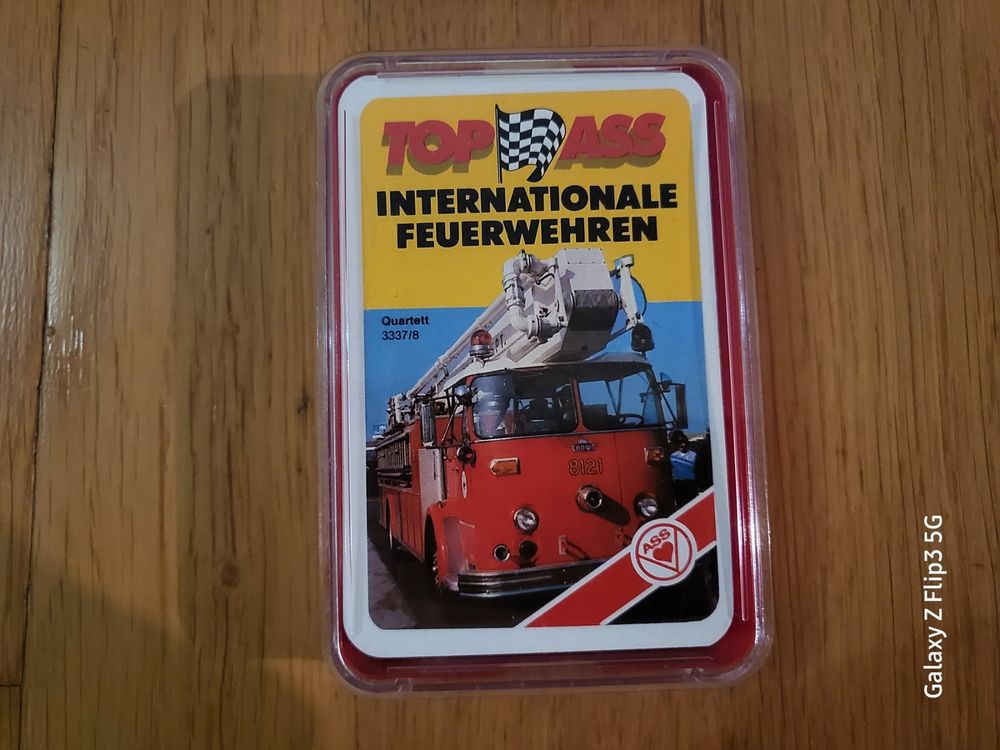 TOP ASS
INTERNATIONALE
FEUERWEHREN
Quartett
3337/8
CROWN
8121
ASS
Galaxy Z Flip3 5G